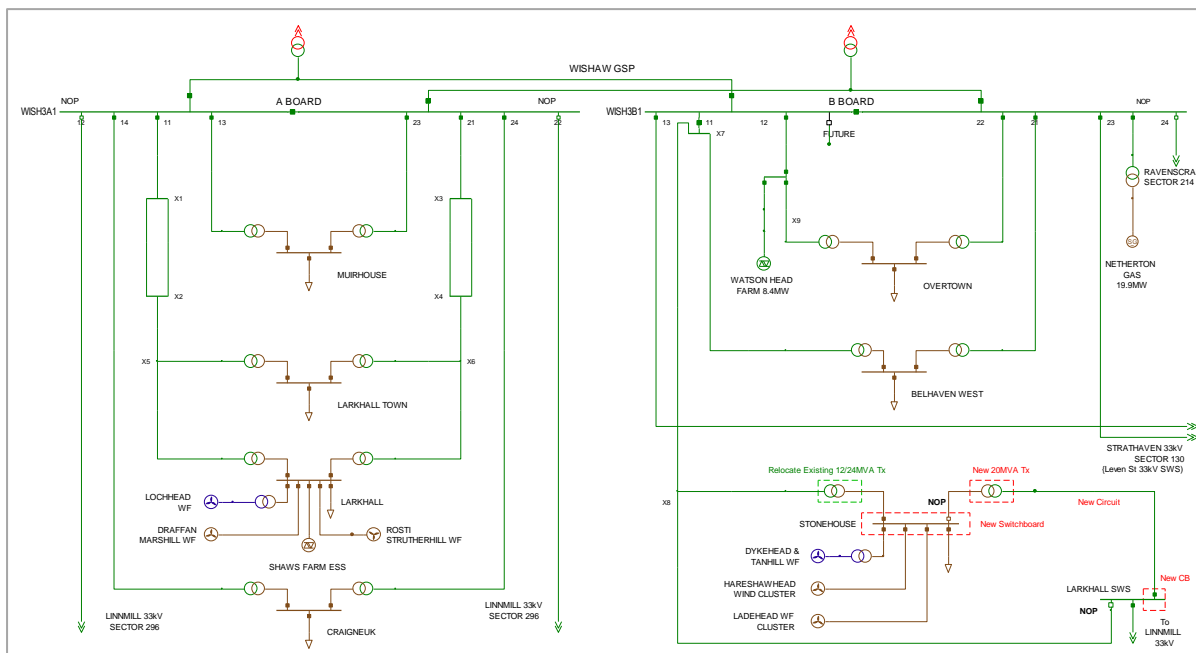 WISHAW GSP
NOP
A BOARD
NOP
WISH3A1
12
14
11
13
23
21
24
22
B BOARD
NOP
WISH3B1
13
11
12
22
21
23
24
X7
FUTURE
RAVENSCRA
SECTOR 214
X1
X3
X9
SG
MUIRHOUSE
WATSON HEAD
FARM 8.4MW
OVERTOWN
NETHERTON
GAS
19.9MW
X2
X4
X5
X6
LARKHALL TOWN
BELHAVEN WEST
STRATHAVEN 33kV
SECTOR 130
(Leven St 33kV SWS)
LOCHHEAD
WF
LARKHALL
DRAFFAN
MARSHILL WF
ROSTI
STRUTHERHILL WF
SHAWS FARM ESS
LINNMILL 33kV
SECTOR 296
CRAIGNEUK
LINNMILL 33kV
SECTOR 296
Relocate Existing 12/24MVA Tx
New 20MVA Tx
X8
NOP
New Circuit
STONEHOUSE
New Switchboard
DYKEHEAD &
TANHILL WF
HARESHAWHEAD
WIND CLUSTER
LADEHEAD WF
CLUSTER
LARKHALL SWS
New CB
NOP
To
LINNMILL
33kV